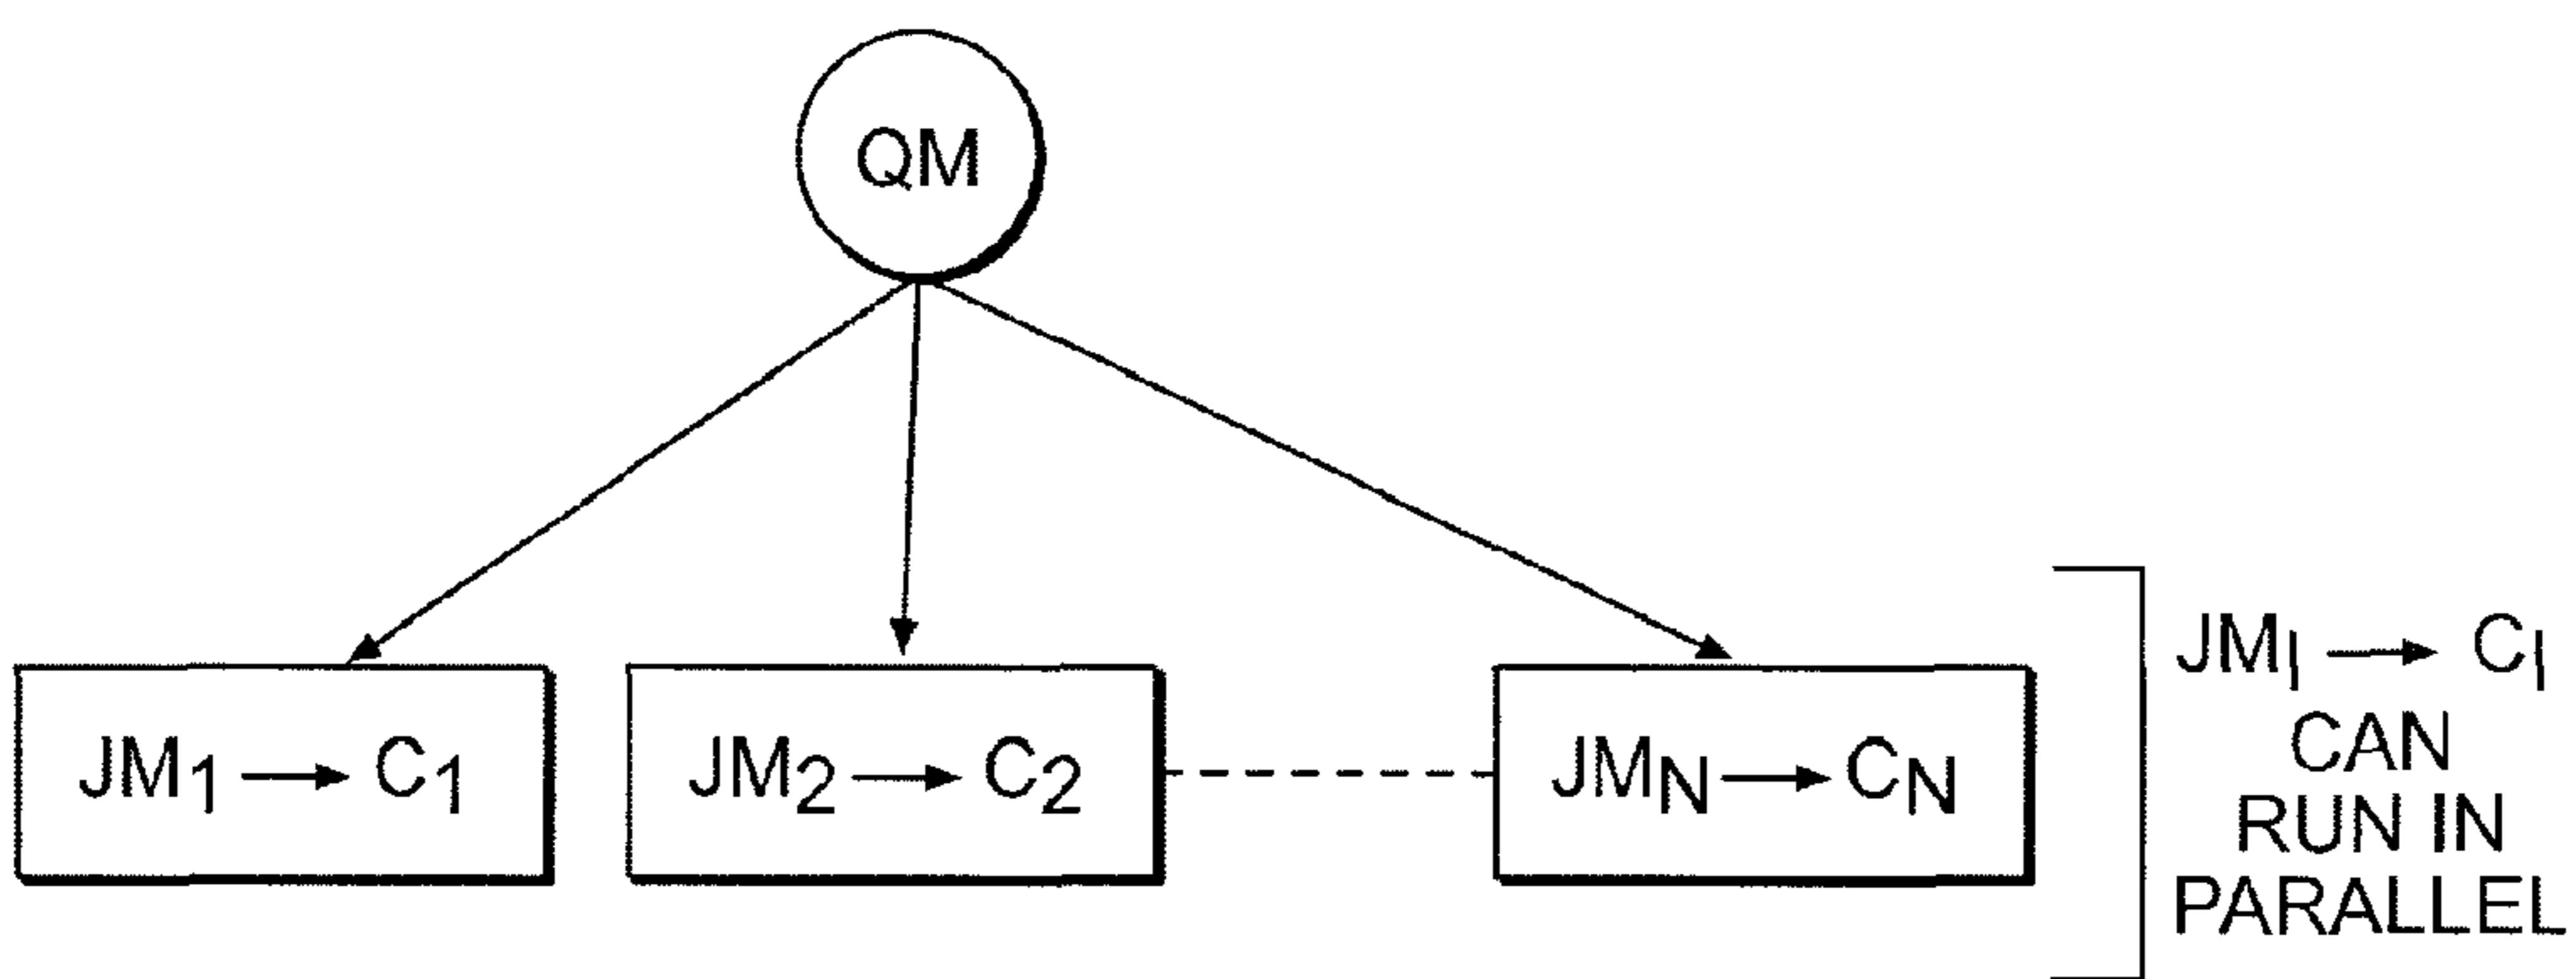 QM
JM1 → C1
JM2 → C2
JMN → CN
JMI → CI
CAN
RUN IN
PARALLEL